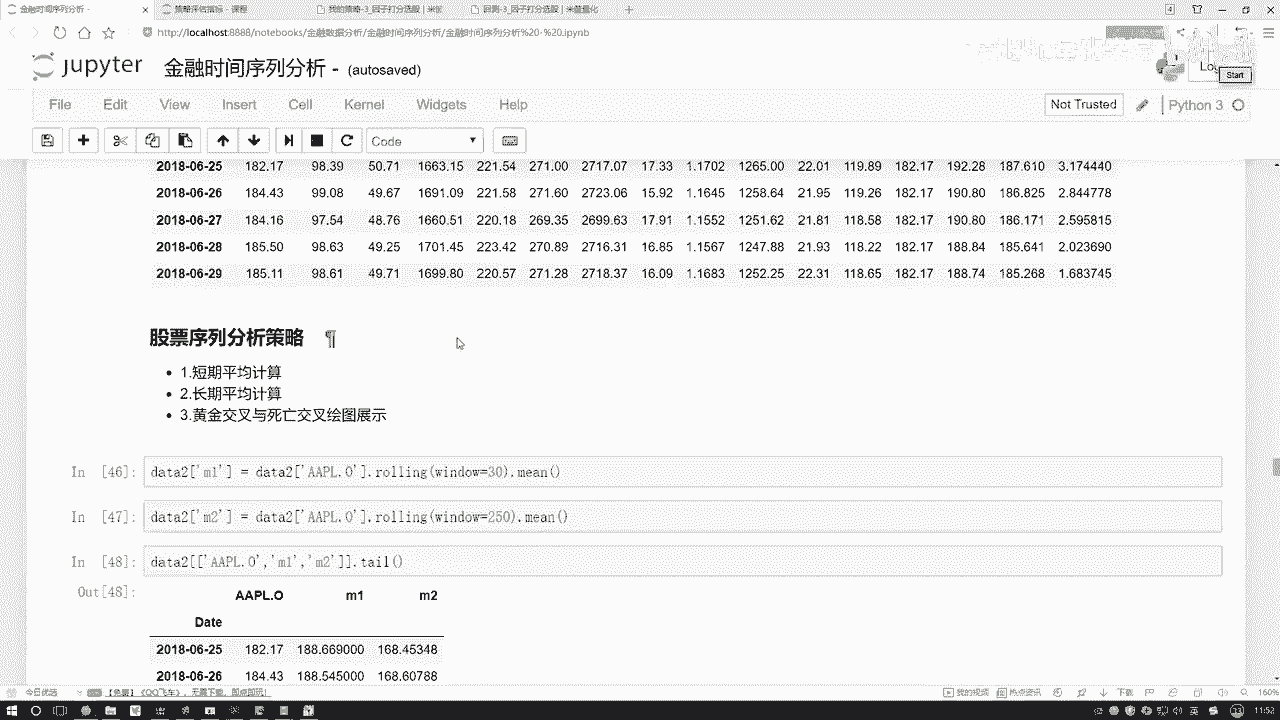 金融时间序列分析 -
策略评估指标 - 课程
我的策略-3_因子打分选股 | 米筐
回测-3_因子打分选股 | 米筐量化
http://localhost:8888/notebooks/金融数据分析/金融时间序列分析/金融时间序列分析%20-%20.ipynb
jupyter 金融时间序列分析 - (autosaved)
Start
File Edit View Insert Cell Kernel Widgets Help
Not Trusted
Python 3
Code
2018-06-25 182.17 98.39 50.71 1663.15 221.54 271.00 2717.07 17.33 1.1702 1265.00 22.01 119.89 182.17 192.28 187.610 3.174440
2018-06-26 184.43 99.08 49.67 1691.09 221.58 271.60 2723.06 15.92 1.1645 1258.64 21.95 119.26 182.17 190.80 186.825 2.844778
2018-06-27 184.16 97.54 48.76 1660.51 220.18 269.35 2699.63 17.91 1.1552 1251.62 21.81 118.58 182.17 190.80 186.171 2.595815
2018-06-28 185.50 98.63 49.25 1701.45 223.42 270.89 2716.31 16.85 1.1567 1247.88 21.93 118.22 182.17 188.84 185.641 2.023690
2018-06-29 185.11 98.61 49.71 1699.80 220.57 271.28 2718.37 16.09 1.1683 1252.25 22.31 118.65 182.17 188.74 185.268 1.683745
股票序列分析策略 ¶
• 1.短期平均计算
• 2.长期平均计算
• 3.黄金交叉与死亡交叉绘图展示
In [46]: data2['m1'] = data2['AAPL.O'].rolling(window=30).mean()
In [47]: data2['m2'] = data2['AAPL.O'].rolling(window=250).mean()
In [48]: data2[['AAPL.O','m1','m2']].tail()
Out[48]:
AAPL.O m1 m2
Date
2018-06-25 182.17 188.669000 168.45348
2018-06-26 184.43 188.545000 168.60788
今日优选
我的视频
热点资讯
下载
160%
11:52